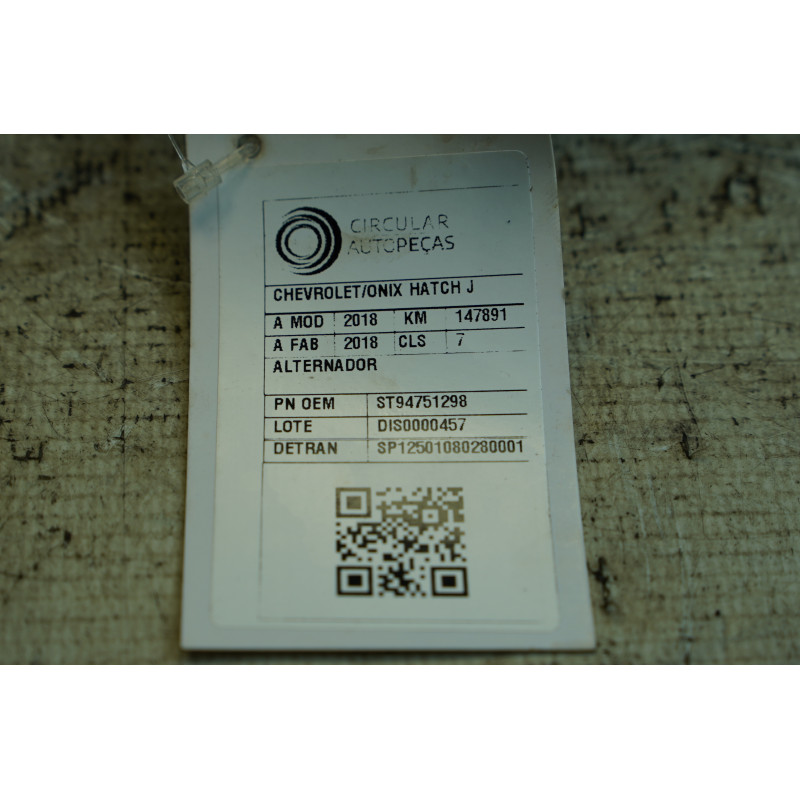 CIRCULAR
AUTOPEÇAS
CHEVROLET/ONIX HATCH J
A MOD 2018 KM 147891
A FAB 2018 CLS 7
ALTERNADOR
PN OEM ST94751298
LOTE DIS0000457
DETRAN SP12501080280001